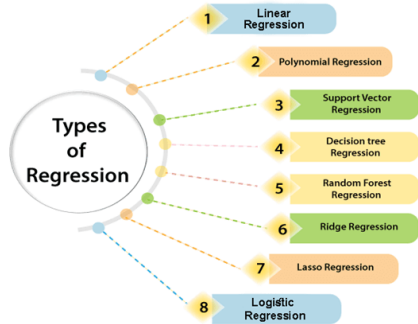 Types
of
Regression
1
Linear
Regression
2
Polynomial Regression
3
Support Vector
Regression
4
Decision tree
Regression
5
Random Forest
Regression
6
Ridge Regression
7
Lasso Regression
8
Logistic
Regression